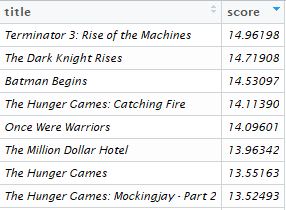 title score
Terminator 3: Rise of the Machines 14.96198
The Dark Knight Rises 14.71908
Batman Begins 14.53097
The Hunger Games: Catching Fire 14.11390
Once Were Warriors 14.09601
The Million Dollar Hotel 13.96342
The Hunger Games 13.55163
The Hunger Games: Mockingjay - Part 2 13.52493